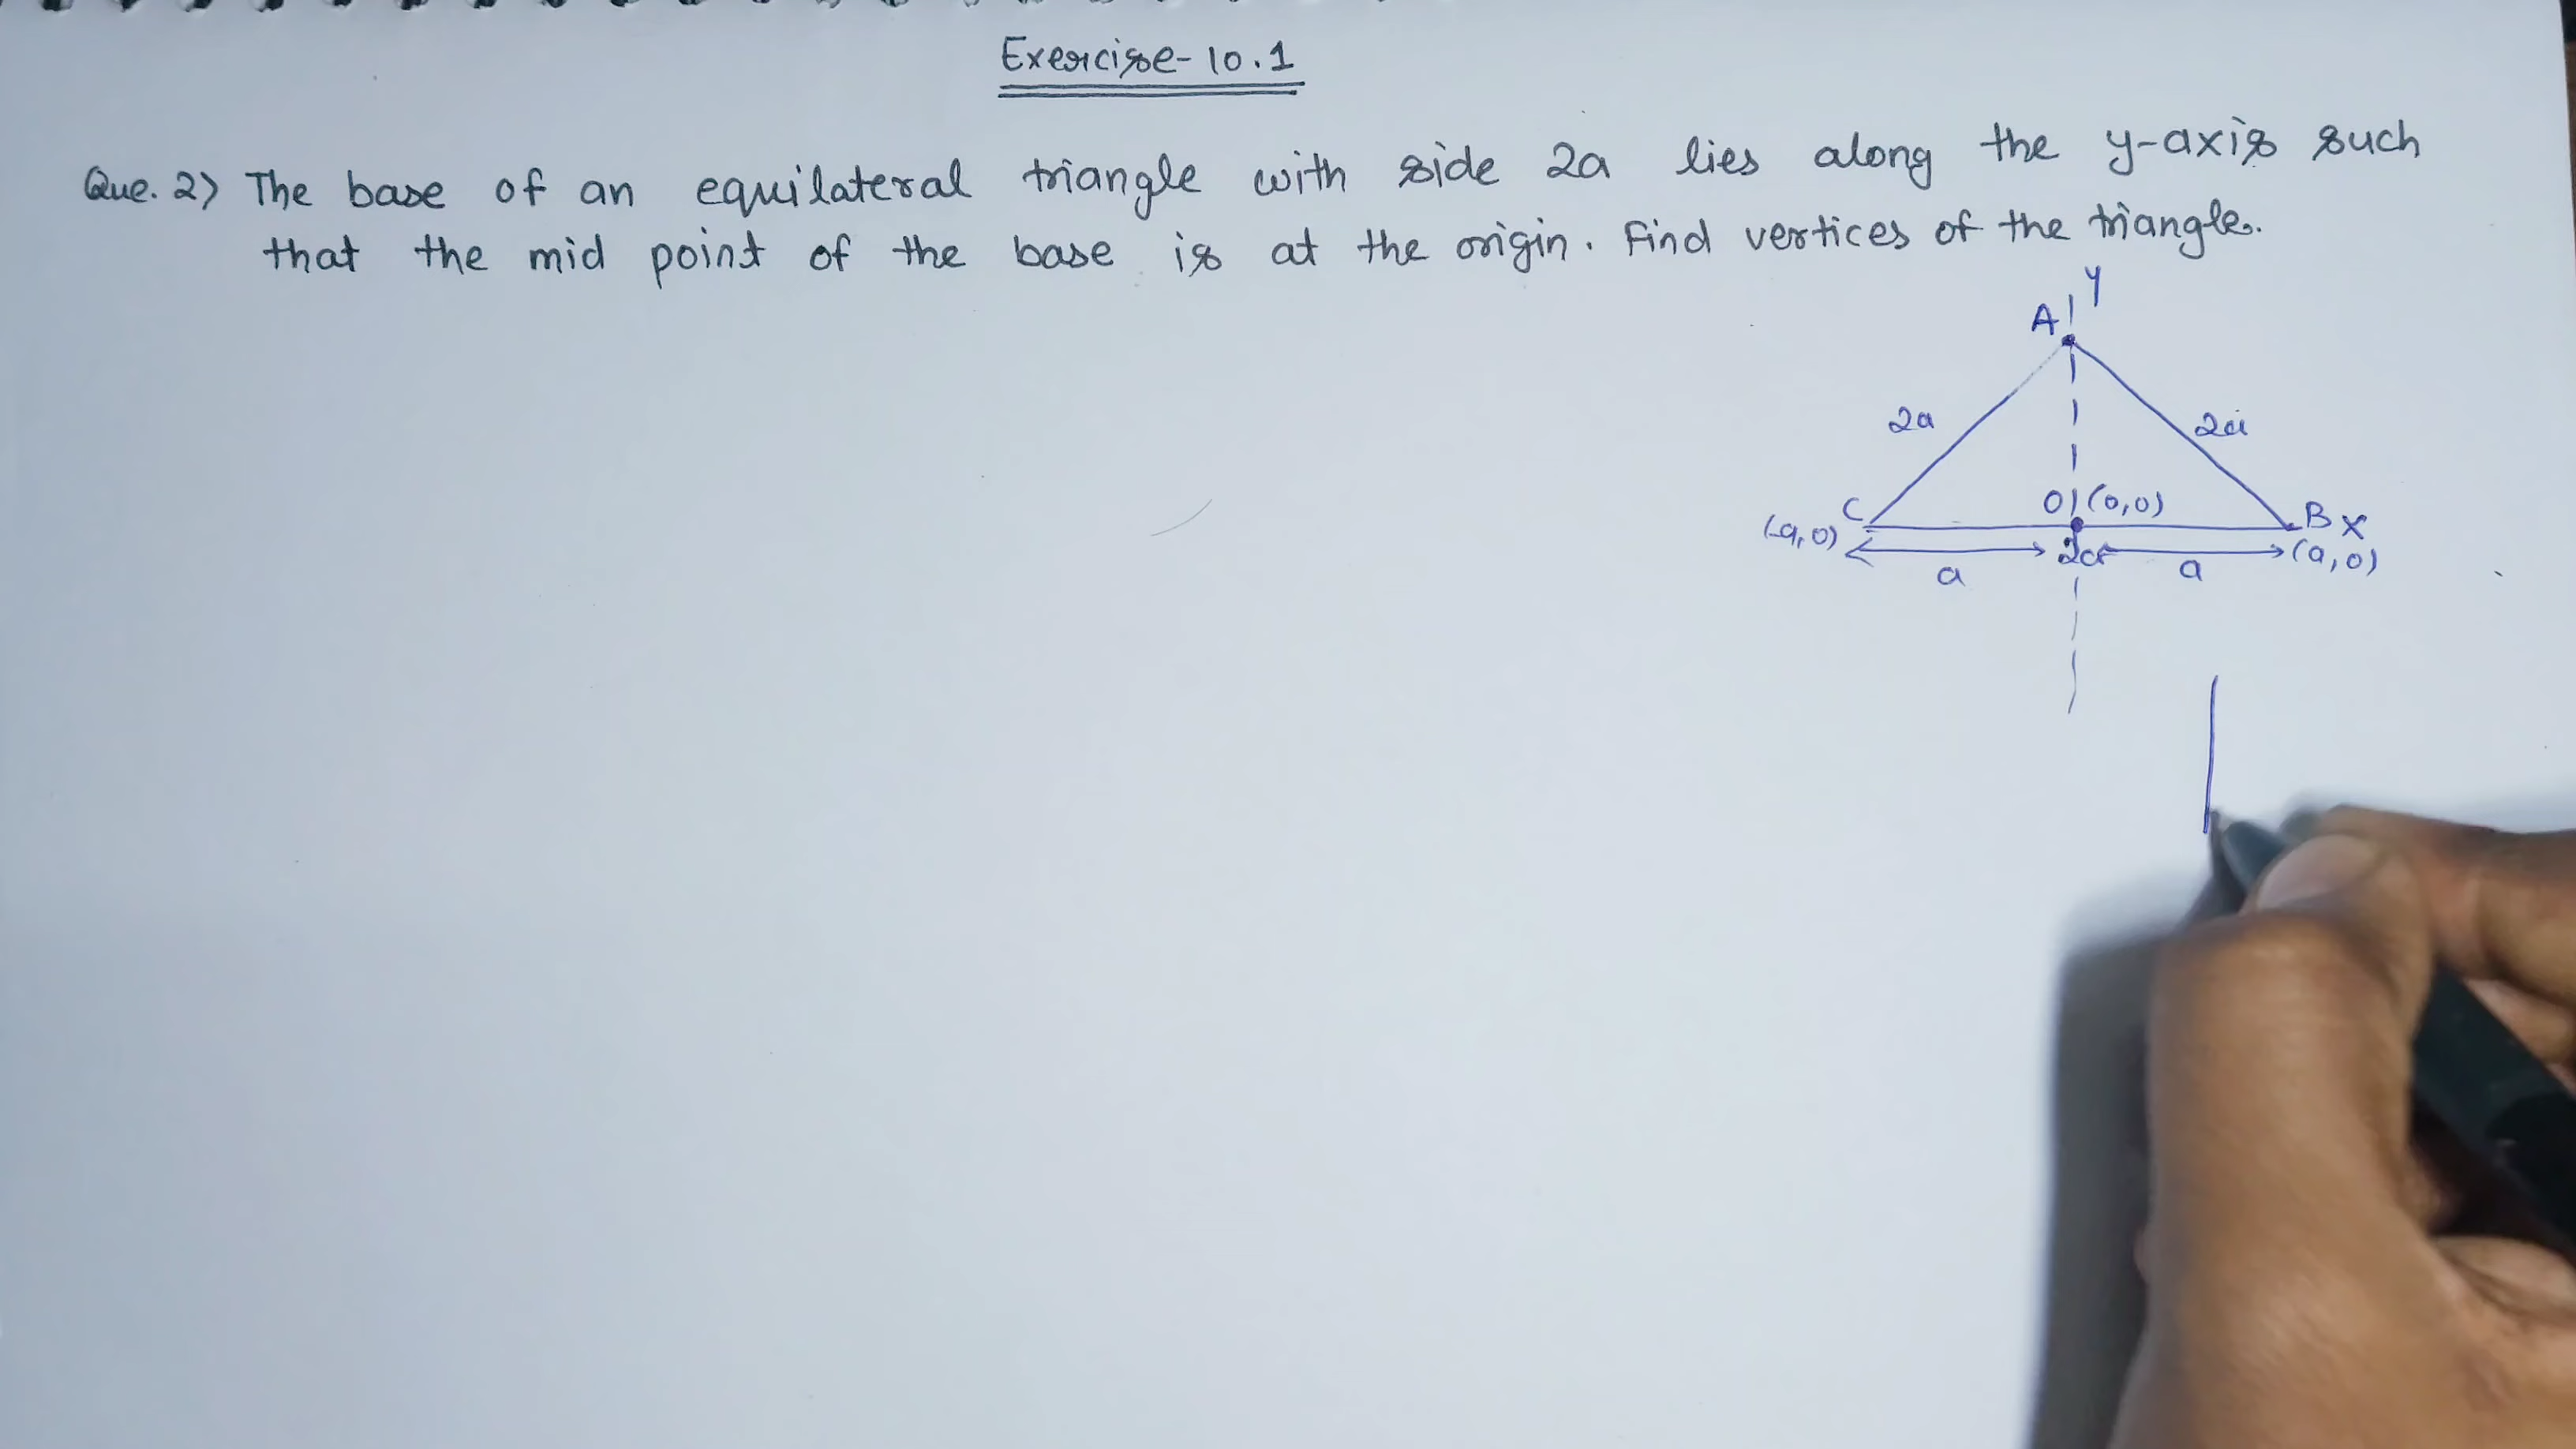 Exercise-10.1
Que. 2) The base of an equilateral triangle with side 2a lies along the y-axis such
that the mid point of the base is at the origin. Find vertices of the triangle.
Y
A
2a 2a
C O (0,0) B X
(-a,0) 2a (a,0)
a a